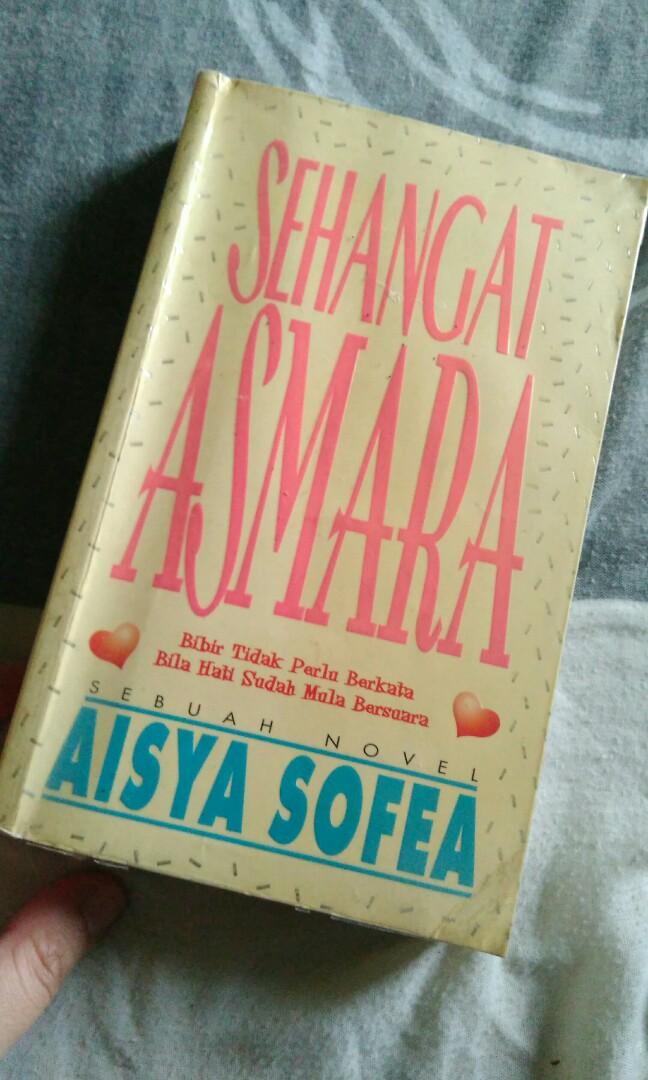 SEHANGAT
ASMARA
Bibir Tidak Perlu Berkata
Bila Hati Sudah Mula Bersuara
SEBUAH NOVEL
AISYA SOFEA